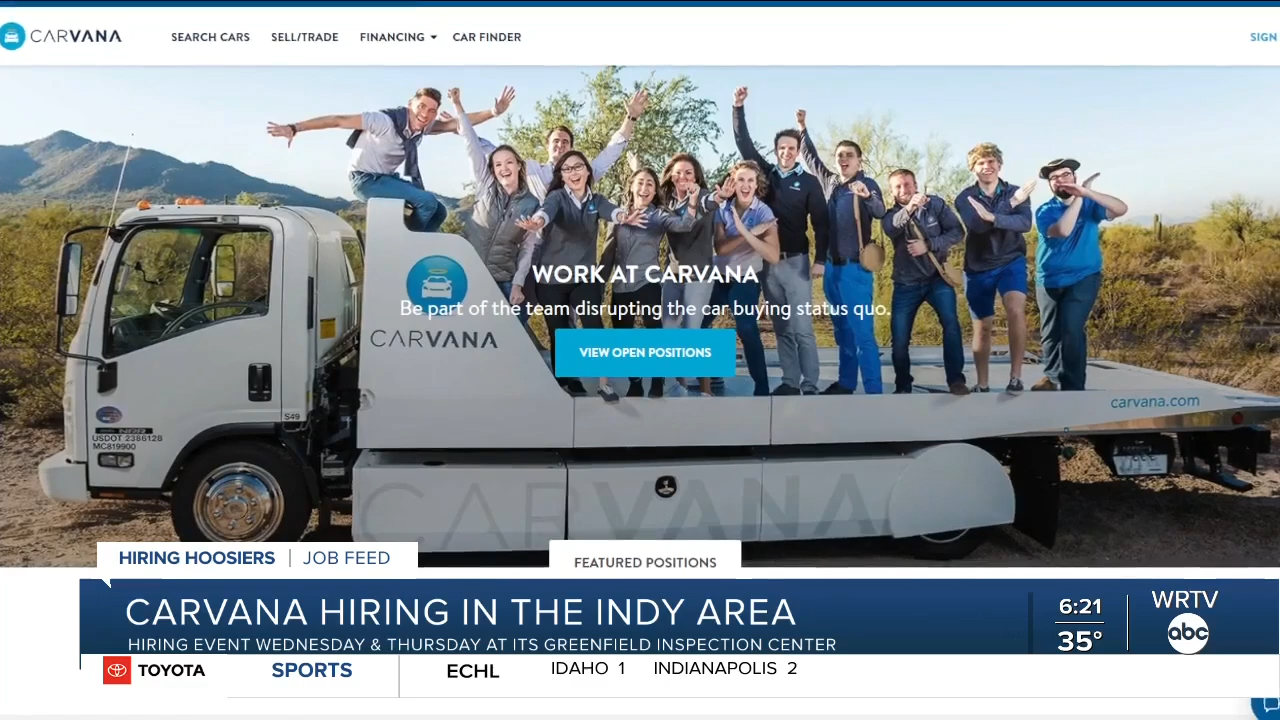 CARVANA
SEARCH CARS
SELL/TRADE
FINANCING
CAR FINDER
SIGN
WORK AT CARVANA
Be part of the team disrupting the car buying status quo.
VIEW OPEN POSITIONS
CARVANA
carvana.com
S49
USDOT 2386128
MC819900
CARVANA
FEATURED POSITIONS
HIRING HOOSIERS | JOB FEED
CARVANA HIRING IN THE INDY AREA
HIRING EVENT WEDNESDAY & THURSDAY AT ITS GREENFIELD INSPECTION CENTER
6:21
35°
WRTV
abc
TOYOTA
SPORTS
ECHL
IDAHO 1 INDIANAPOLIS 2